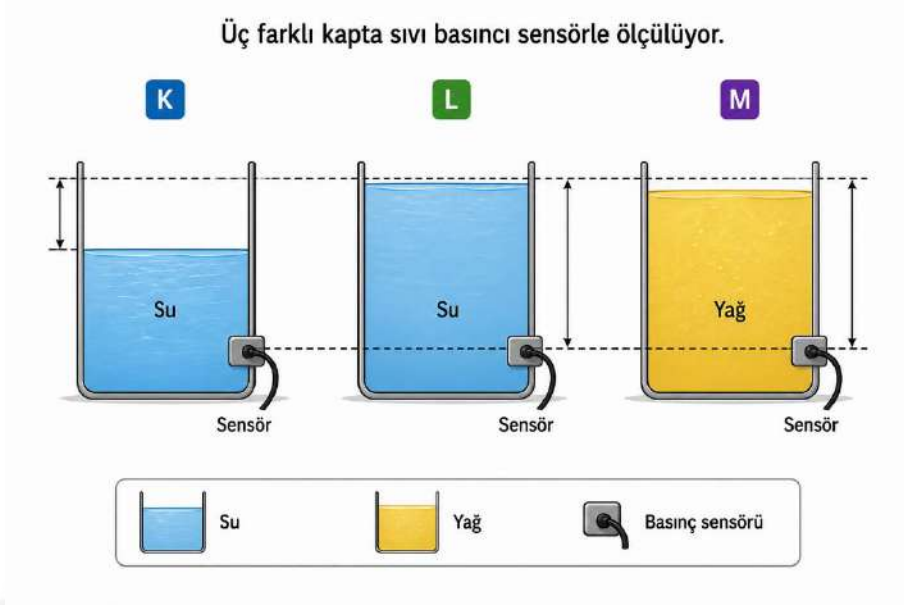 Üç farklı kapta sıvı basıncı sensörle ölçülüyor.
K
L
M
Su
Su
Yağ
Sensör
Sensör
Sensör
Su
Yağ
Basınç sensörü